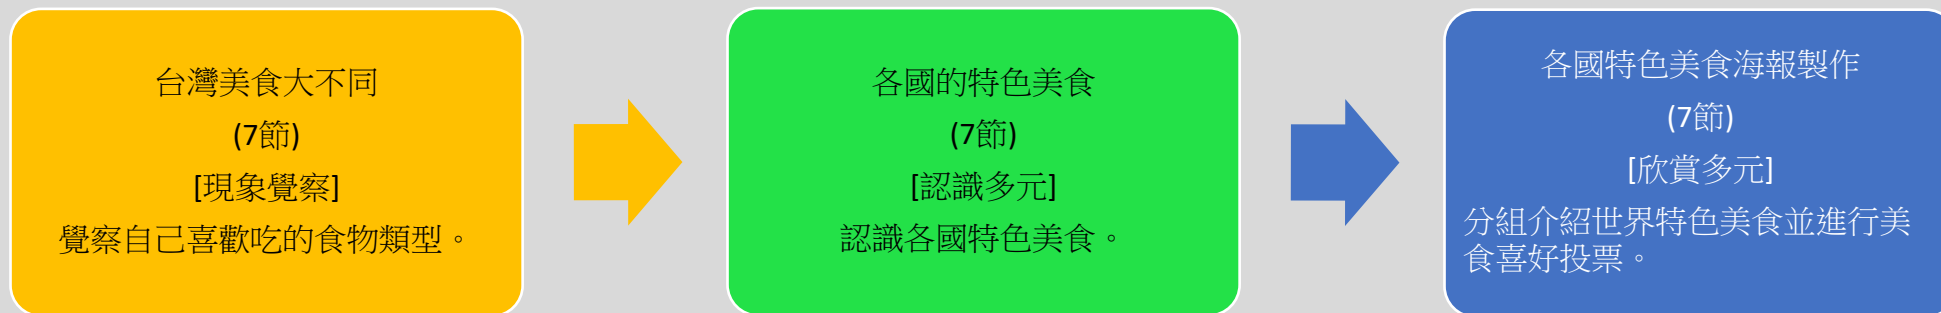 台灣美食大不同
(7節)
[現象覺察]
覺察自己喜歡吃的食物類型。
各國的特色美食
(7節)
[認識多元]
認識各國特色美食。
各國特色美食海報製作
(7節)
[欣賞多元]
分組介紹世界特色美食並進行美
食喜好投票。